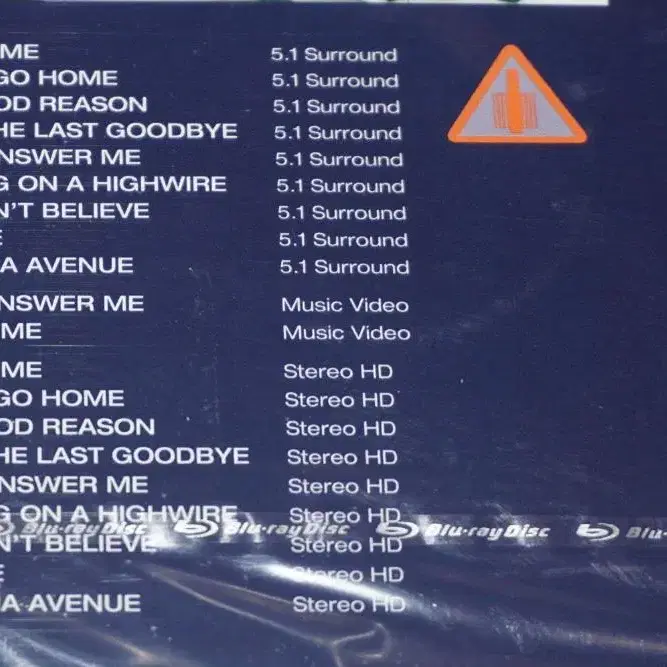 ME 5.1 Surround
GO HOME 5.1 Surround
OD REASON 5.1 Surround
HE LAST GOODBYE 5.1 Surround
NSWER ME 5.1 Surround
G ON A HIGHWIRE 5.1 Surround
N'T BELIEVE 5.1 Surround
E 5.1 Surround
A AVENUE 5.1 Surround
NSWER ME Music Video
ME Music Video
ME Stereo HD
GO HOME Stereo HD
OD REASON Stereo HD
HE LAST GOODBYE Stereo HD
NSWER ME Stereo HD
G ON A HIGHWIRE Stereo HD
Blu-ray Disc Blu-ray Disc Blu-ray Disc Blu-
N'T BELIEVE Stereo HD
E Stereo HD
IA AVENUE Stereo HD